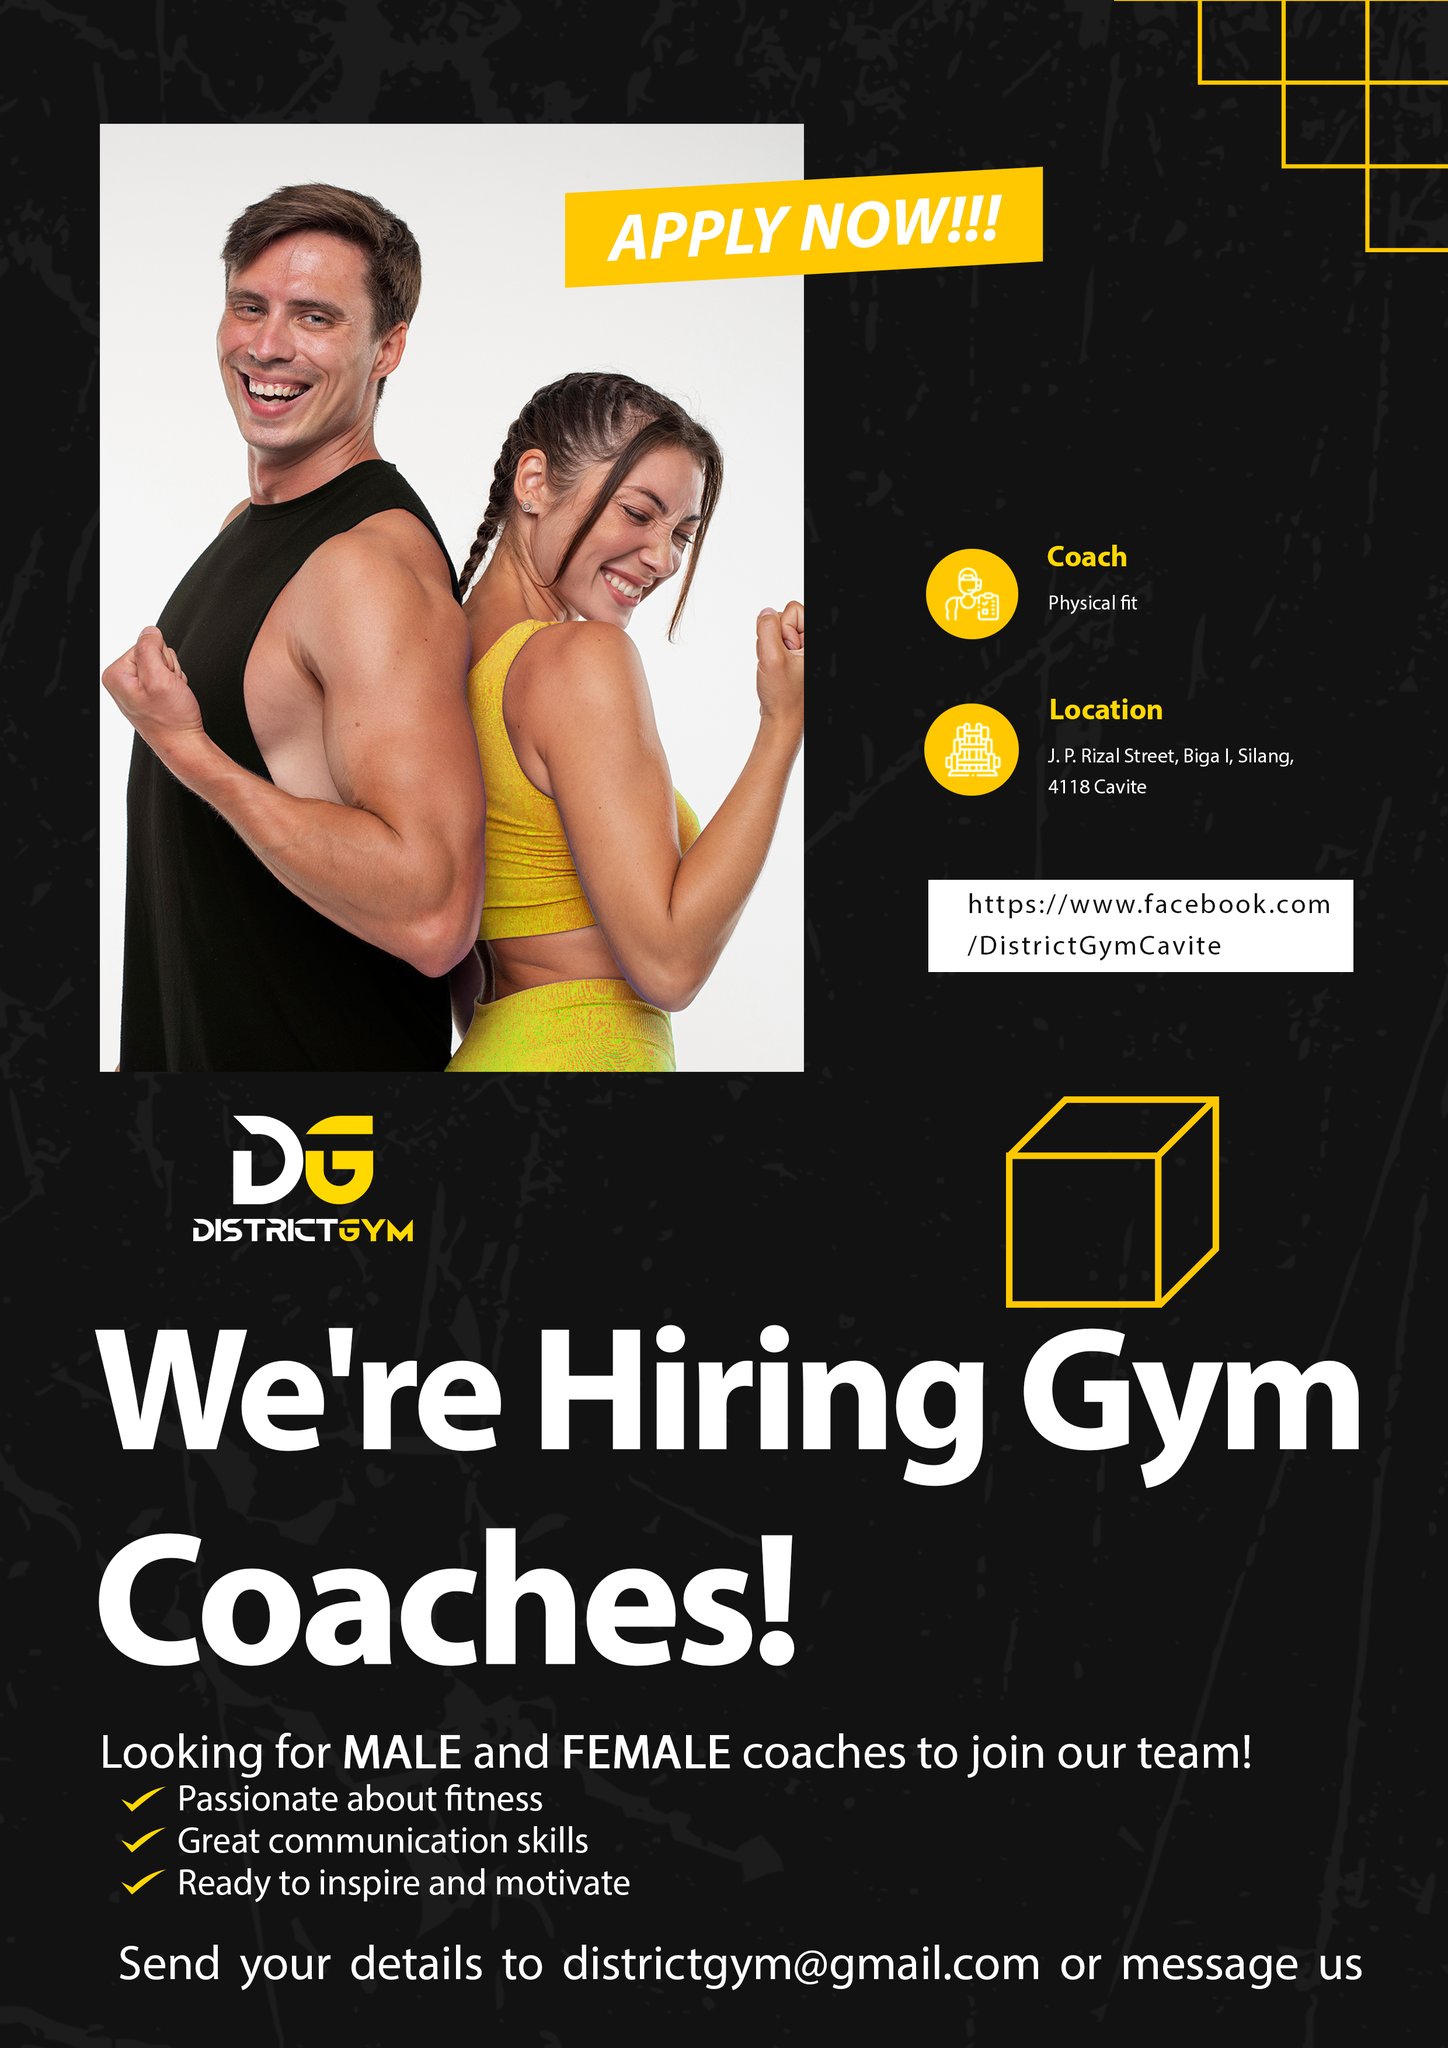 APPLY NOW!!!
Coach
Physical fit
Location
J. P. Rizal Street, Biga I, Silang,
4118 Cavite
https://www.facebook.com
/DistrictGymCavite
DG
DISTRICTGYM
We're Hiring Gym
Coaches!
Looking for MALE and FEMALE coaches to join our team!
Passionate about fitness
Great communication skills
Ready to inspire and motivate
Send your details to districtgym@gmail.com or message us